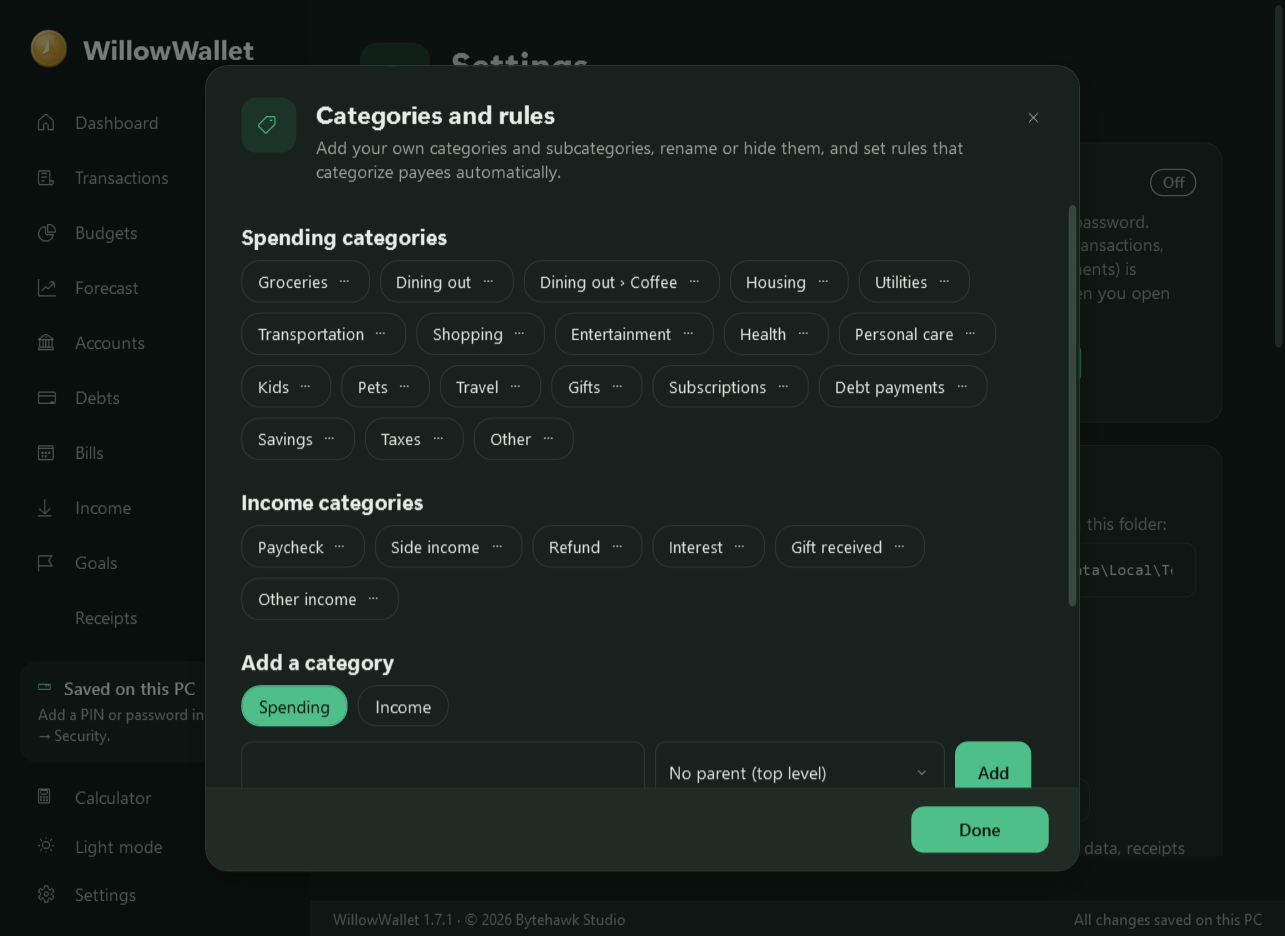 WillowWallet
Dashboard
Transactions
Budgets
Forecast
Accounts
Debts
Bills
Income
Goals
Receipts
Saved on this PC
Add a PIN or password in
→ Security.
Calculator
Light mode
Settings
Settings
Off
password.
ansactions,
ents) is
en you open
this folder:
ata\Local\T
data, receipts
Categories and rules
Add your own categories and subcategories, rename or hide them, and set rules that
categorize payees automatically.
Spending categories
Groceries ··· Dining out ··· Dining out › Coffee ··· Housing ··· Utilities ···
Transportation ··· Shopping ··· Entertainment ··· Health ··· Personal care ···
Kids ··· Pets ··· Travel ··· Gifts ··· Subscriptions ··· Debt payments ···
Savings ··· Taxes ··· Other ···
Income categories
Paycheck ··· Side income ··· Refund ··· Interest ··· Gift received ···
Other income ···
Add a category
Spending Income
No parent (top level) Add
Done
WillowWallet 1.7.1 · © 2026 Bytehawk Studio
All changes saved on this PC